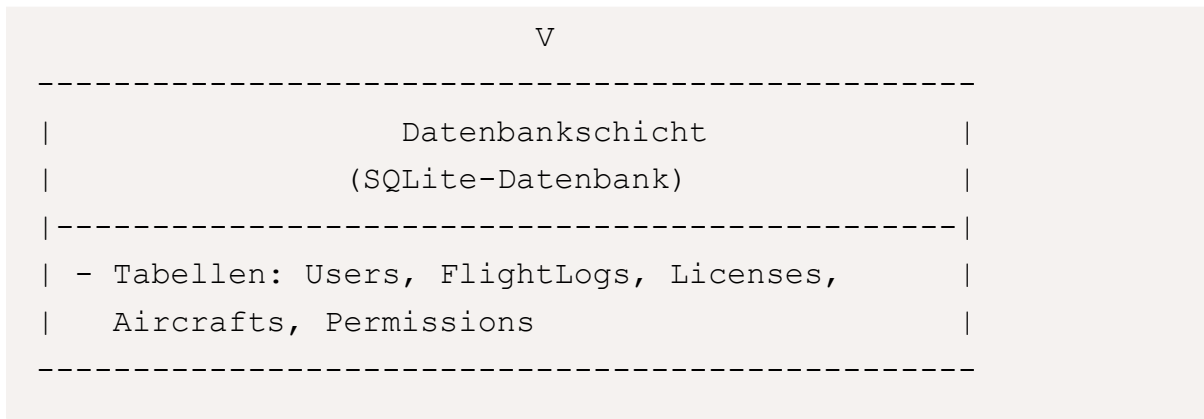 V
-------------------------------------------------
| Datenbankschicht |
| (SQLite-Datenbank) |
|-----------------------------------------------|
| - Tabellen: Users, FlightLogs, Licenses, |
| Aircrafts, Permissions |
-------------------------------------------------